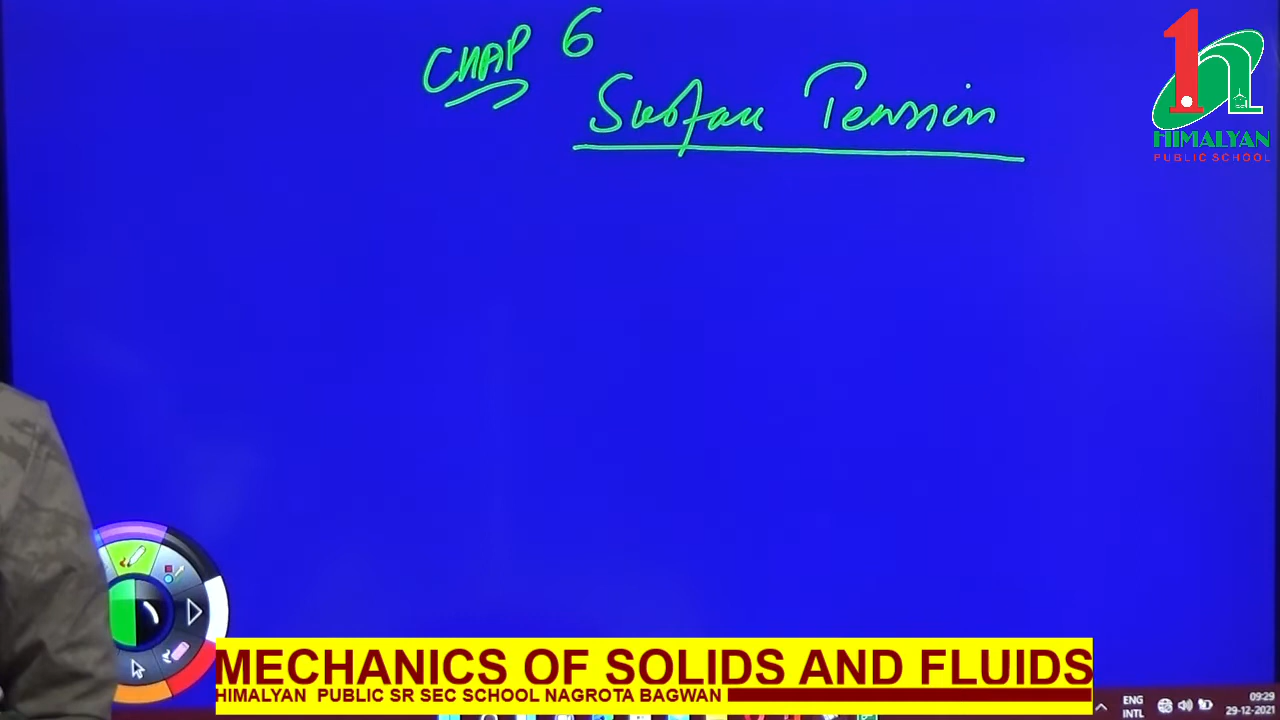 CHAP 6
Surface Tension
1h
HIMALYAN
PUBLIC SCHOOL
MECHANICS OF SOLIDS AND FLUIDS
HIMALYAN PUBLIC SR SEC SCHOOL NAGROTA BAGWAN
ENG
INTL
09:29
29-12-2021